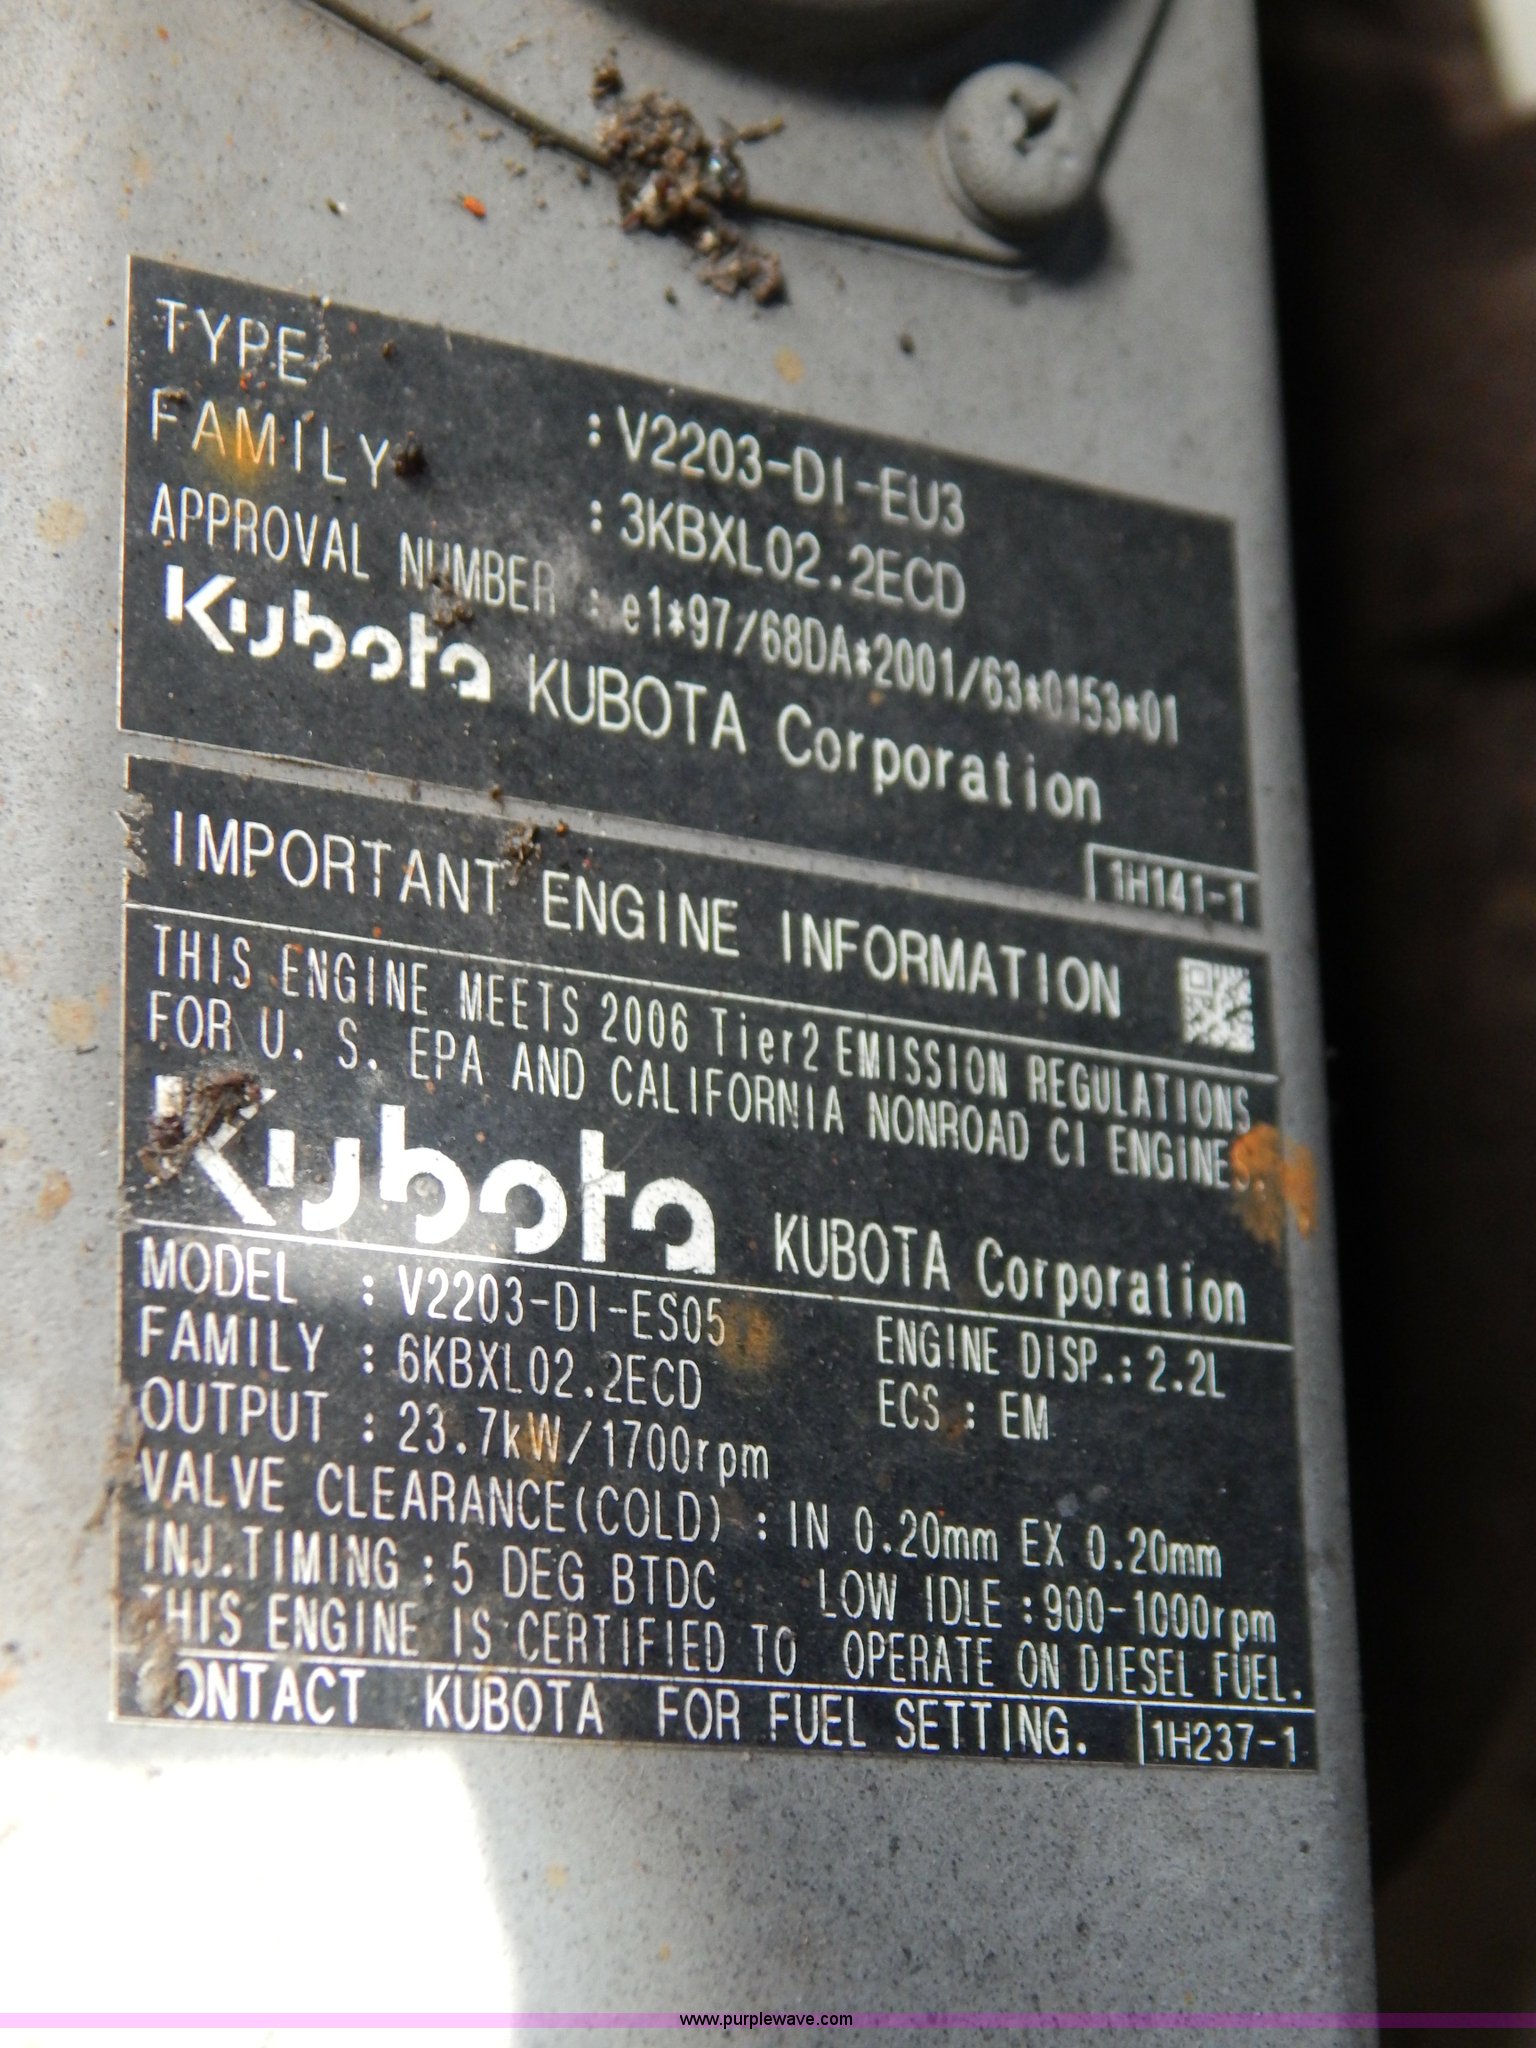 TYPE : V2203-DI-EU3
FAMILY : 3KBXL02.2ECD
APPROVAL NUMBER : e1*97/68DA*2001/63*0153*01
Kubota KUBOTA Corporation
1H141-1
IMPORTANT ENGINE INFORMATION
THIS ENGINE MEETS 2006 Tier2 EMISSION REGULATIONS
FOR U. S. EPA AND CALIFORNIA NONROAD CI ENGINES.
Kubota KUBOTA Corporation
MODEL : V2203-DI-ES05 ENGINE DISP.: 2.2L
FAMILY : 6KBXL02.2ECD ECS : EM
OUTPUT : 23.7kW/1700rpm
VALVE CLEARANCE(COLD) : IN 0.20mm EX 0.20mm
INJ.TIMING : 5 DEG BTDC LOW IDLE : 900-1000rpm
THIS ENGINE IS CERTIFIED TO OPERATE ON DIESEL FUEL.
CONTACT KUBOTA FOR FUEL SETTING. 1H237-1
www.purplewave.com